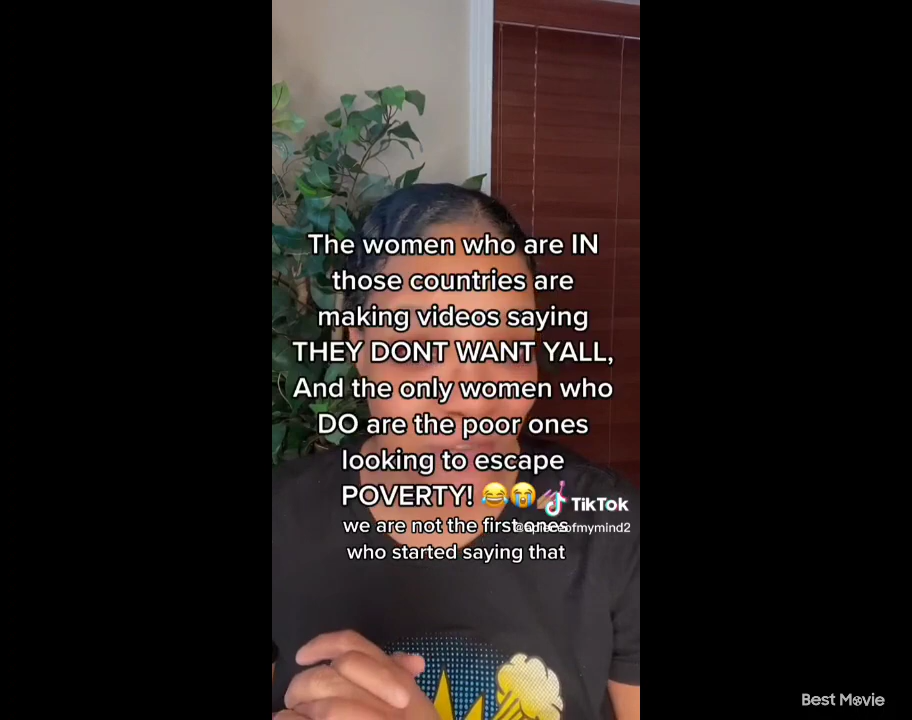 The women who are IN
those countries are
making videos saying
THEY DONT WANT YALL,
And the only women who
DO are the poor ones
looking to escape
POVERTY! 😂😭💅🏽
TikTok
we are not the first ones
@apieceofmymind2
who started saying that
Best Movie